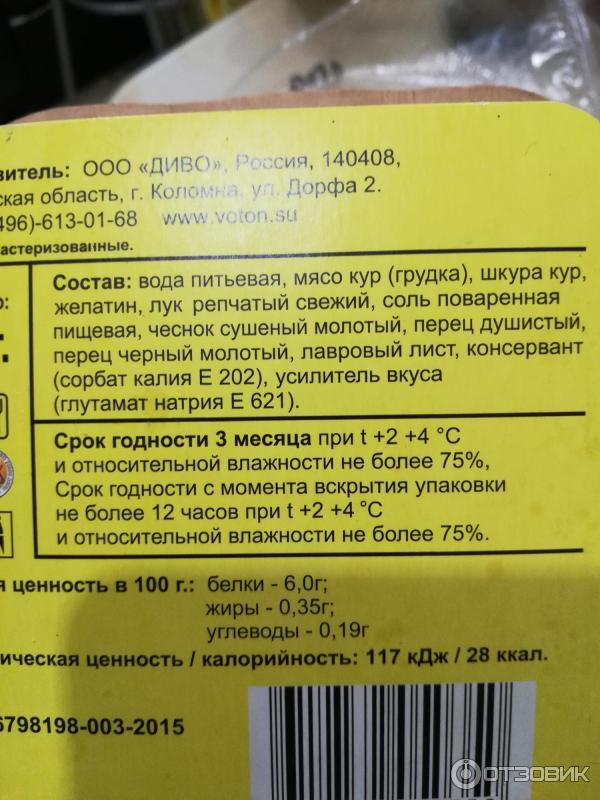 витель: ООО «ДИВО», Россия, 140408,
ская область, г. Коломна, ул. Дорфа 2.
496)-613-01-68 www.voton.su
астеризованные.
Состав: вода питьевая, мясо кур (грудка), шкура кур,
желатин, лук репчатый свежий, соль поваренная
пищевая, чеснок сушеный молотый, перец душистый,
перец черный молотый, лавровый лист, консервант
(сорбат калия Е 202), усилитель вкуса
(глутамат натрия Е 621).
Срок годности 3 месяца при t +2 +4 °С
и относительной влажности не более 75%,
Срок годности с момента вскрытия упаковки
не более 12 часов при t +2 +4 °С
и относительной влажности не более 75%.
я ценность в 100 г.: белки - 6,0г;
жиры - 0,35г;
углеводы - 0,19г
ическая ценность / калорийность: 117 кДж / 28 ккал.
6798198-003-2015
ОТЗОВИК